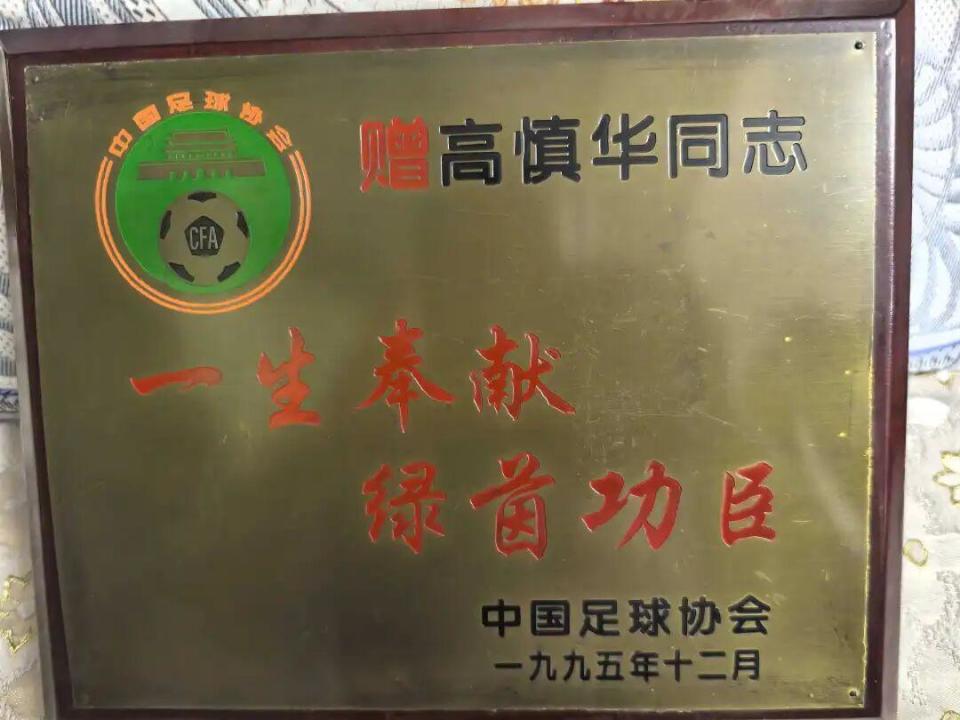 中国足球协会
CFA
赠高慎华同志
一生奉献
绿茵功臣
中国足球协会
一九九五年十二月